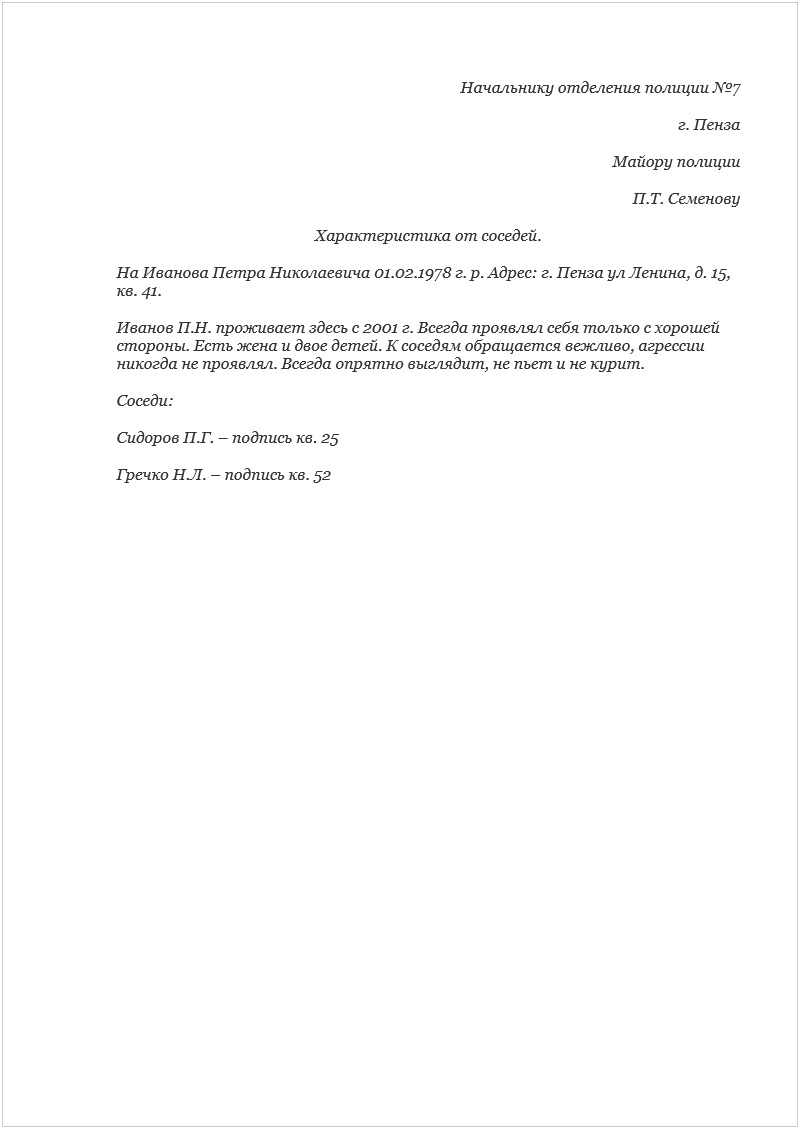 Начальнику отделения полиции №7
г. Пенза
Майору полиции
П.Т. Семенову
Характеристика от соседей.
На Иванова Петра Николаевича 01.02.1978 г. р. Адрес: г. Пенза ул Ленина, д. 15,
кв. 41.
Иванов П.Н. проживает здесь с 2001 г. Всегда проявлял себя только с хорошей
стороны. Есть жена и двое детей. К соседям обращается вежливо, агрессии
никогда не проявлял. Всегда опрятно выглядит, не пьет и не курит.
Соседи:
Сидоров П.Г. – подпись кв. 25
Гречко Н.Л. – подпись кв. 52